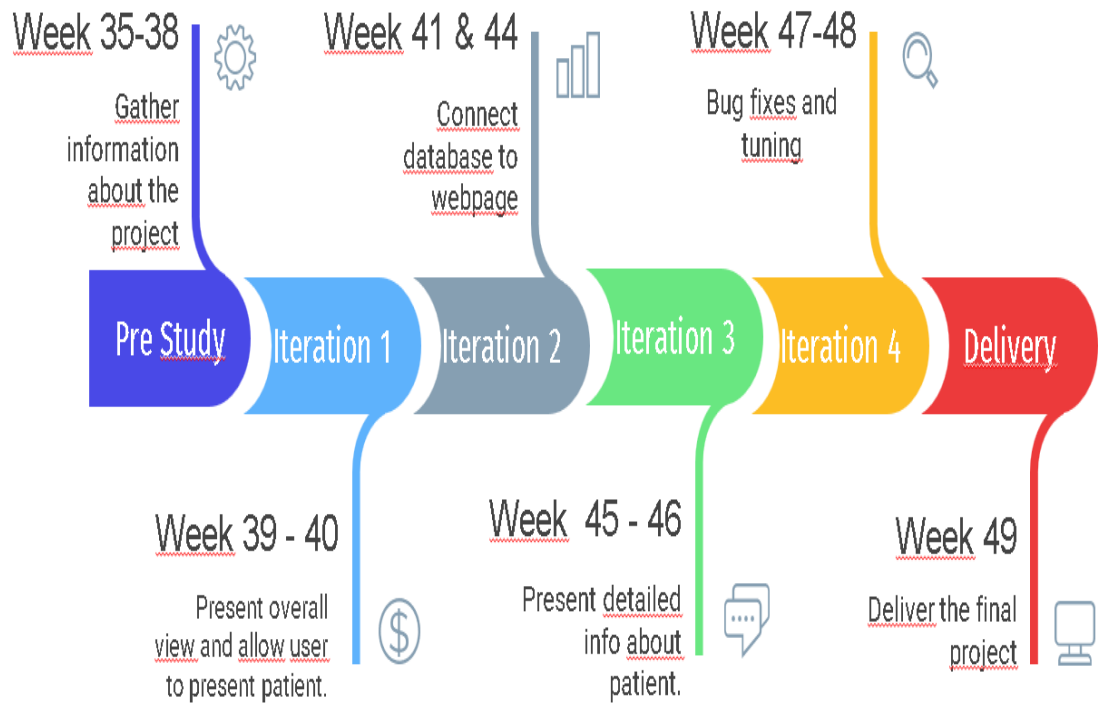 Week 35-38
Gather
information
about the
project
Week 41 & 44
Connect
database to
webpage
Week 47-48
Bug fixes and
tuning
Pre Study
Iteration 1
Iteration 2
Iteration 3
Iteration 4
Delivery
Week 39 - 40
Present overall
view and allow user
to present patient.
Week 45 - 46
Present detailed
info about
patient.
Week 49
Deliver the final
project
$